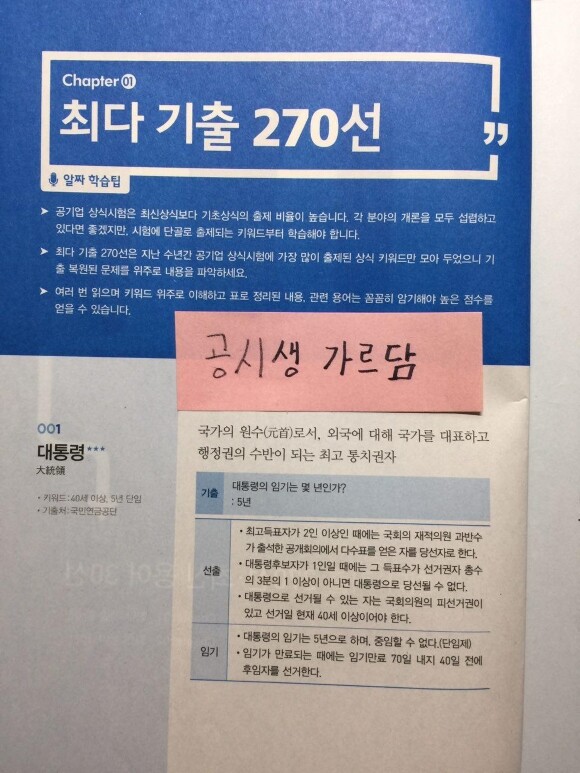 Chapter 01
최다 기출 270선
알짜 학습팁
➤ 공기업 상식시험은 최신상식보다 기초상식의 출제 비율이 높습니다. 각 분야의 개론을 모두 섭렵하고
있다면 좋겠지만, 시험에 단골로 출제되는 키워드부터 학습해야 합니다.
➤ 최다 기출 270선은 지난 수년간 공기업 상식시험에 가장 많이 출제된 상식 키워드만 모아 두었으니 기
출 복원된 문제를 위주로 내용을 파악하세요.
➤ 여러 번 읽으며 키워드 위주로 이해하고 표로 정리된 내용, 관련 용어는 꼼꼼히 암기해야 높은 점수를
얻을 수 있습니다.
공시생 가르담
001
대통령***
大統領
• 키워드 : 40세 이상, 5년 단임
• 기출처 : 국민연금공단
국가의 원수(元首)로서, 외국에 대해 국가를 대표하고
행정권의 수반이 되는 최고 통치권자
기출
대통령의 임기는 몇 년인가?
: 5년
선출
• 최고득표자가 2인 이상인 때에는 국회의 재적의원 과반수
가 출석한 공개회의에서 다수표를 얻은 자를 당선자로 한다.
• 대통령후보자가 1인일 때에는 그 득표수가 선거권자 총수
의 3분의 1 이상이 아니면 대통령으로 당선될 수 없다.
• 대통령으로 선거될 수 있는 자는 국회의원의 피선거권이
있고 선거일 현재 40세 이상이어야 한다.
임기
• 대통령의 임기는 5년으로 하며, 중임할 수 없다.(단임제)
• 임기가 만료되는 때에는 임기만료 70일 내지 40일 전에
후임자를 선거한다.